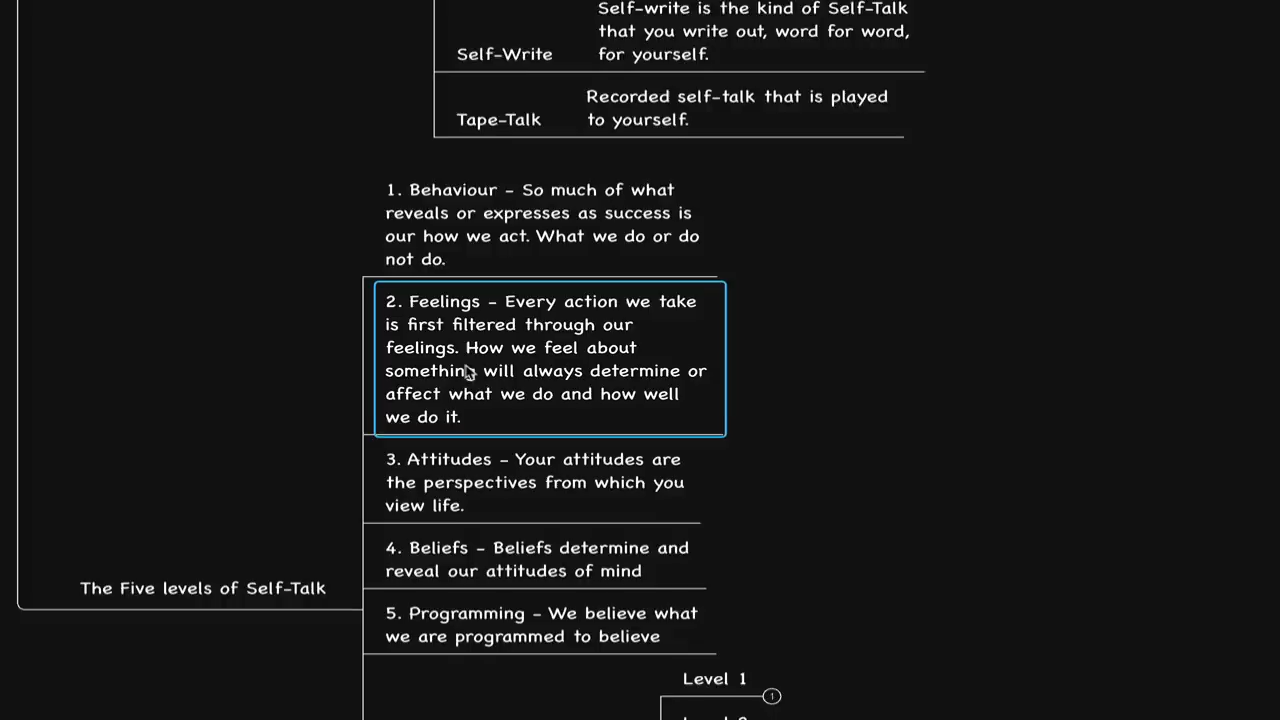 Self-write is the kind of Self-Talk
that you write out, word for word,
Self-Write
for yourself.
Recorded self-talk that is played
Tape-Talk
to yourself.
1. Behaviour - So much of what
reveals or expresses as success is
our how we act. What we do or do
not do.
2. Feelings - Every action we take
is first filtered through our
feelings. How we feel about
something will always determine or
affect what we do and how well
we do it.
3. Attitudes - Your attitudes are
the perspectives from which you
view life.
4. Beliefs - Beliefs determine and
reveal our attitudes of mind
The Five levels of Self-Talk
5. Programming - We believe what
we are programmed to believe
Level 1
1